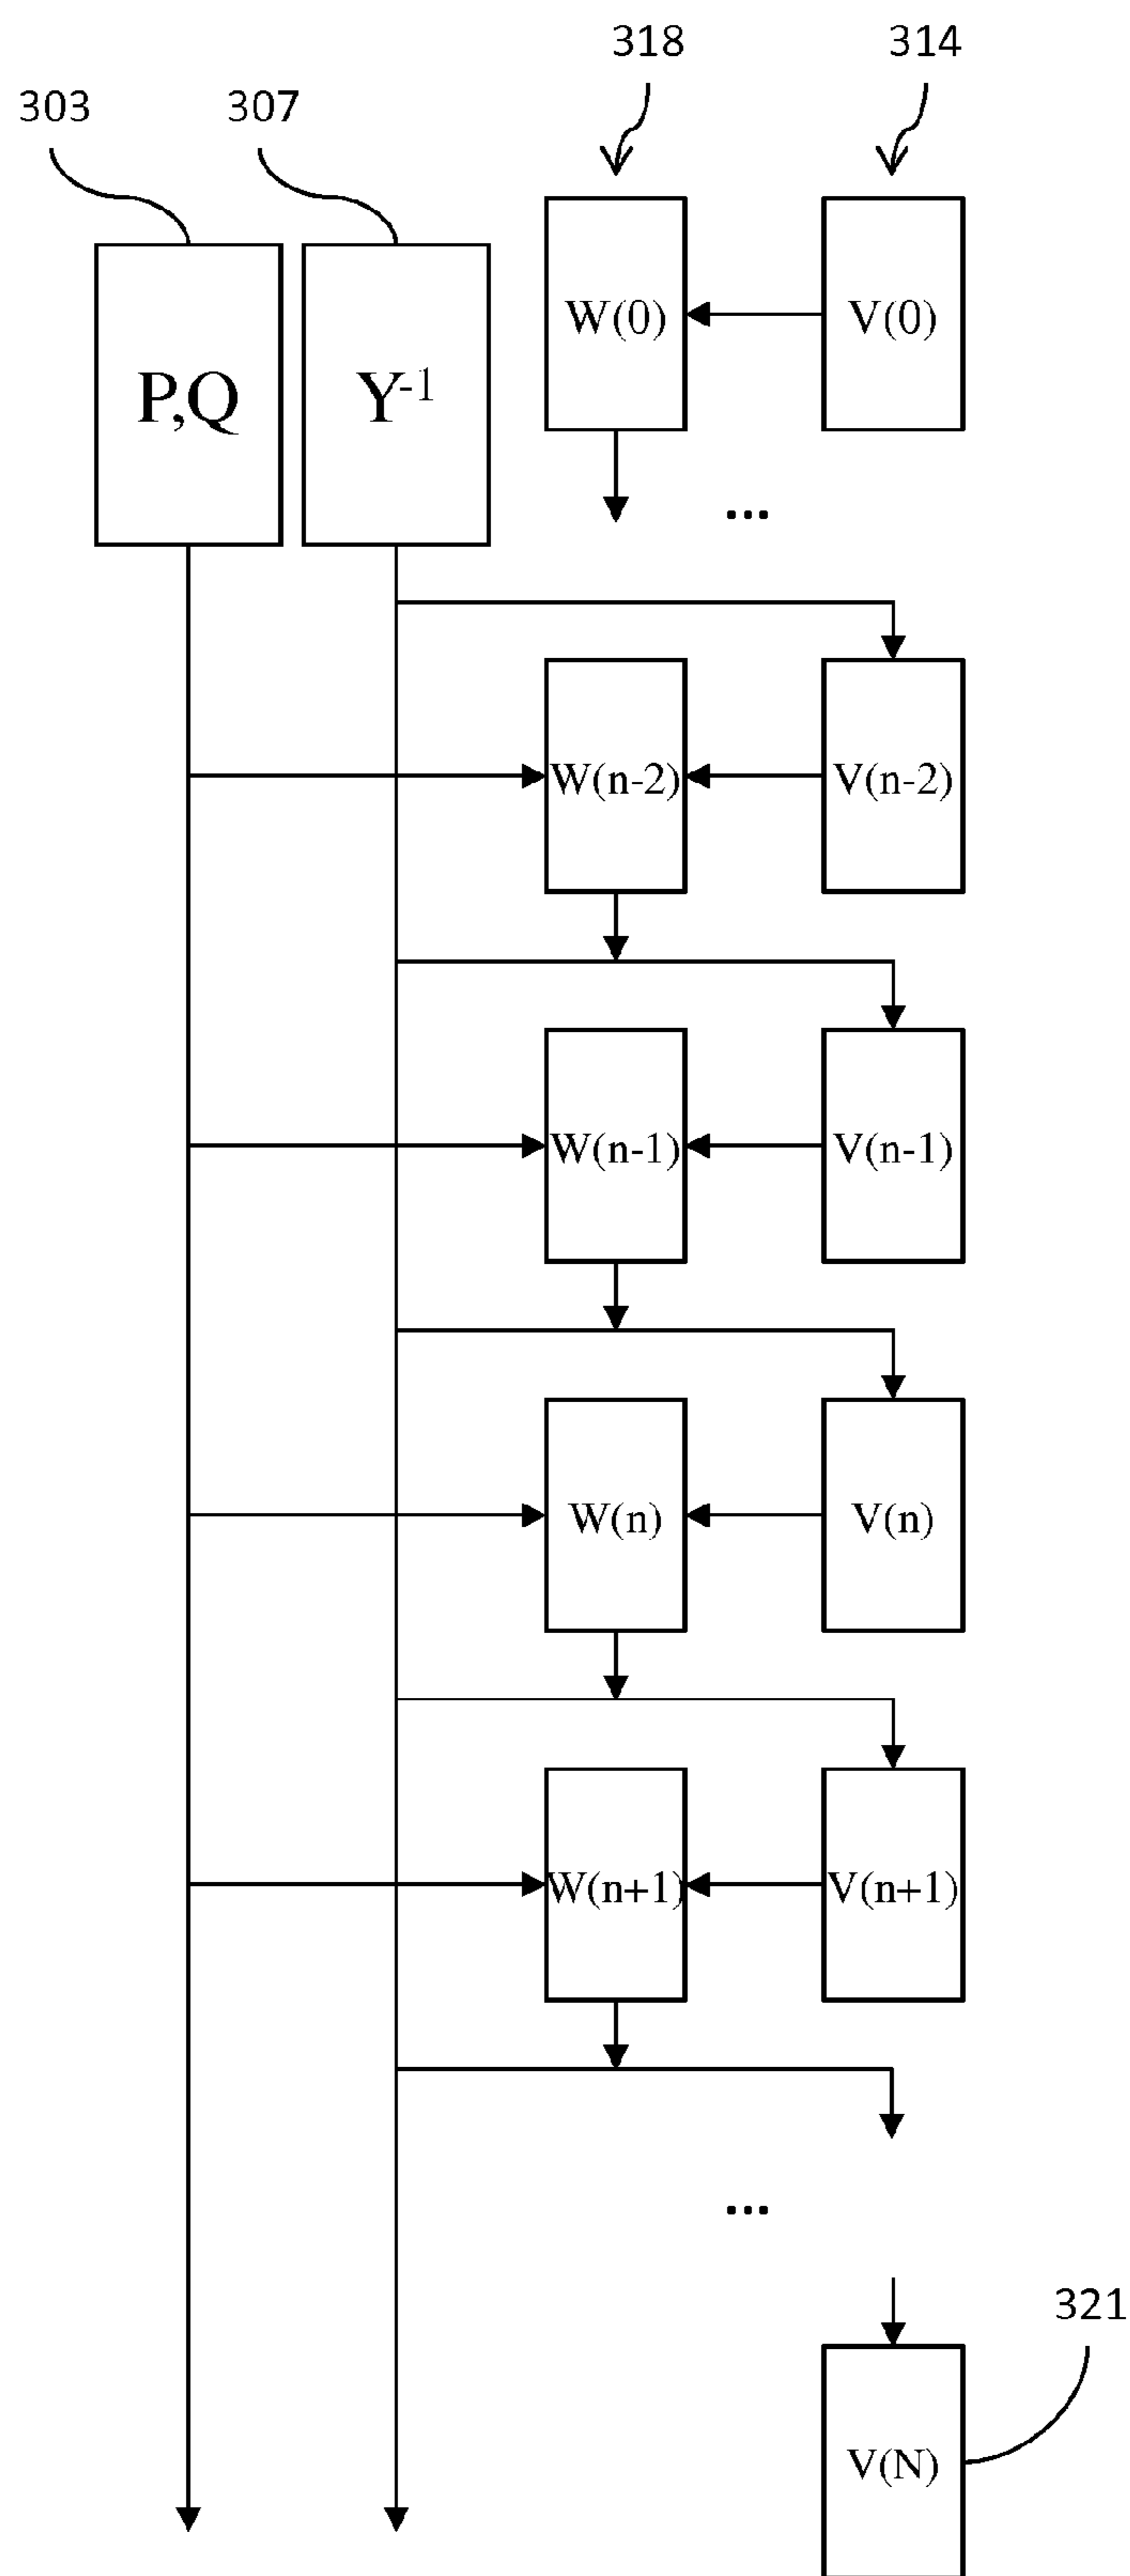 318 314
303 307
W(0) V(0)
P,Q Y⁻¹
...
W(n-2) V(n-2)
W(n-1) V(n-1)
W(n) V(n)
W(n+1) V(n+1)
...
321
V(N)